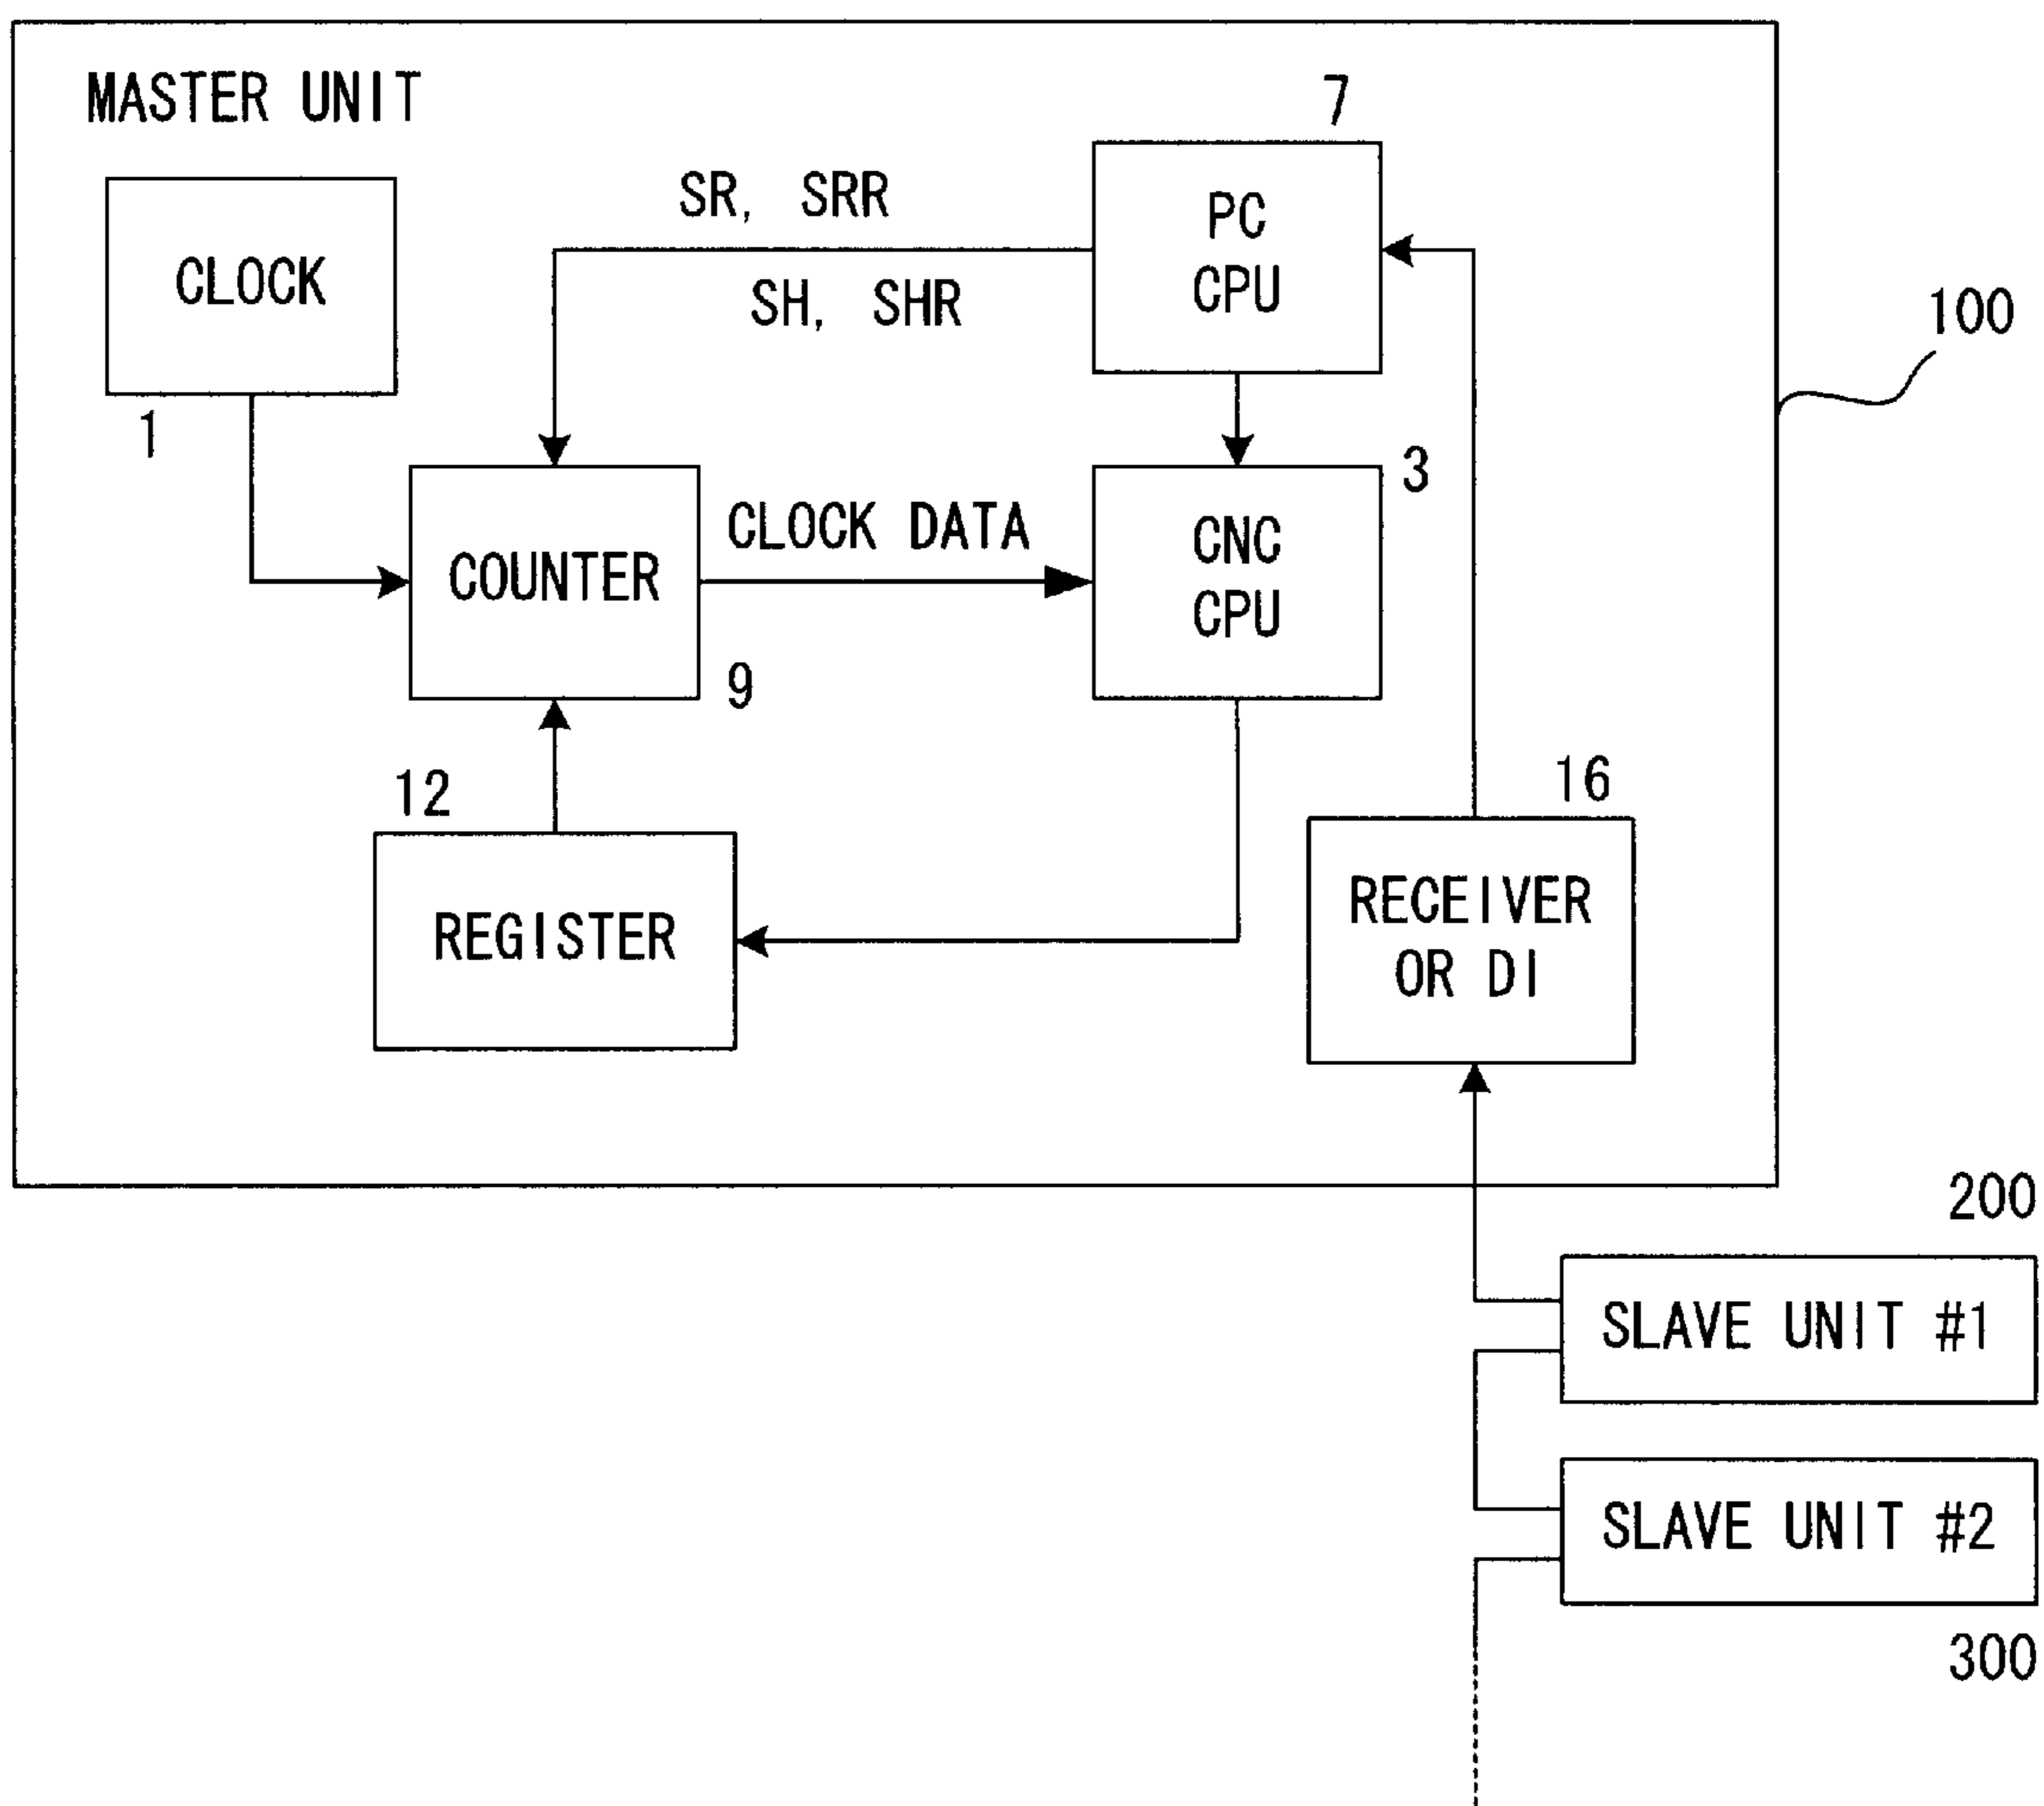 MASTER UNIT
7
SR, SRR
PC
CPU
CLOCK
SH, SHR
100
1
3
CLOCK DATA
CNC
CPU
COUNTER
9
12
16
RECEIVER
OR DI
REGISTER
200
SLAVE UNIT #1
SLAVE UNIT #2
300